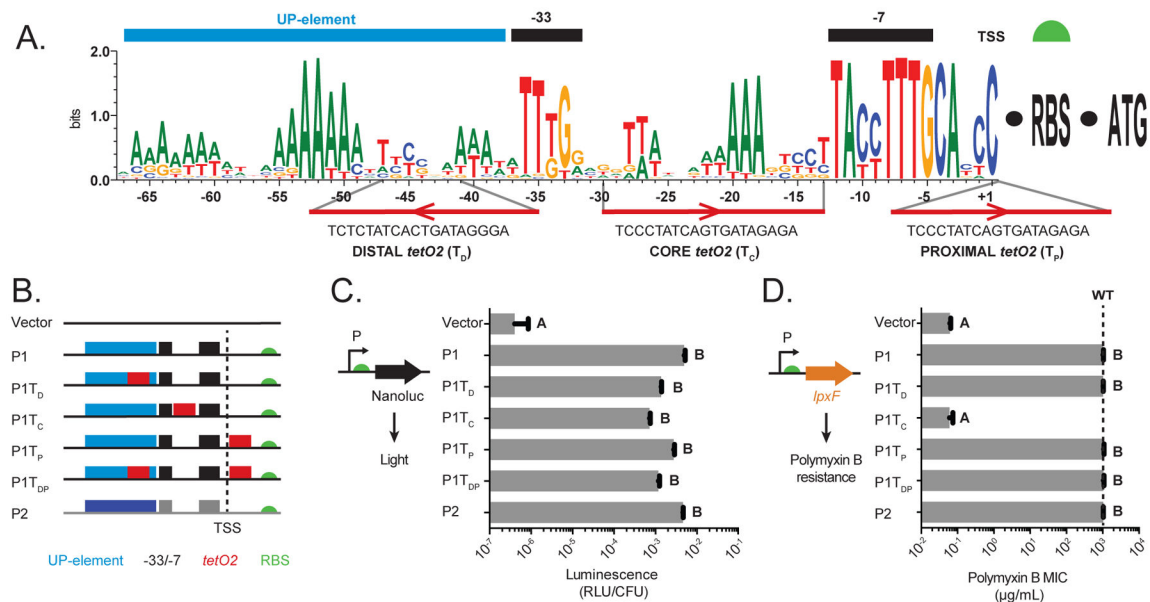 A.
UP-element
-33
-7
TSS
2.0
1.0
0.0
bits
RBS
ATG
-65 -60 -55 -50 -45 -40 -35 -30 -25 -20 -15 -10 -5 +1
TCTCTATCACTGATAGGGA
TCCCTATCAGTGATAGAGA
TCCCTATCAGTGATAGAGA
DISTAL tetO2 (TD)
CORE tetO2 (TC)
PROXIMAL tetO2 (TP)
B.
Vector
P1
P1TD
P1TC
P1TP
P1TDP
P2
TSS
UP-element -33/-7 tetO2 RBS
C.
P
Nanoluc
Light
Vector A
P1 B
P1TD B
P1TC B
P1TP B
P1TDP B
P2 B
10-7 10-6 10-5 10-4 10-3 10-2 10-1
Luminescence
(RLU/CFU)
D.
P
lpxF
Polymyxin B
resistance
WT
Vector A
P1 B
P1TD B
P1TC A
P1TP B
P1TDP B
P2 B
10-2 10-1 100 101 102 103 104
Polymyxin B MIC
(µg/mL)